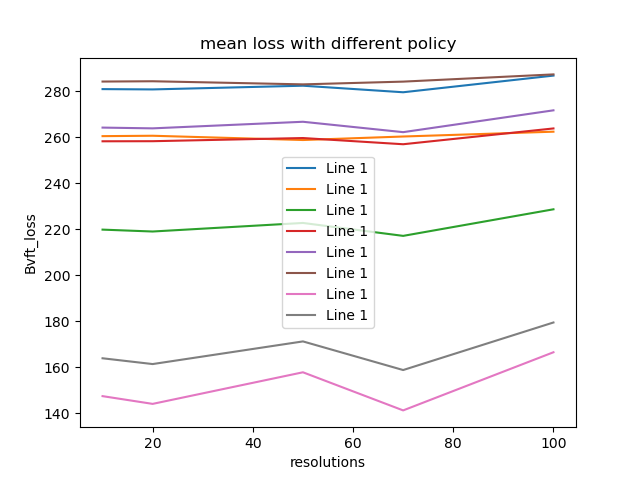 mean loss with different policy
Bvft_loss
280
260
240
220
200
180
160
140
Line 1
Line 1
Line 1
Line 1
Line 1
Line 1
Line 1
Line 1
20 40 60 80 100
resolutions